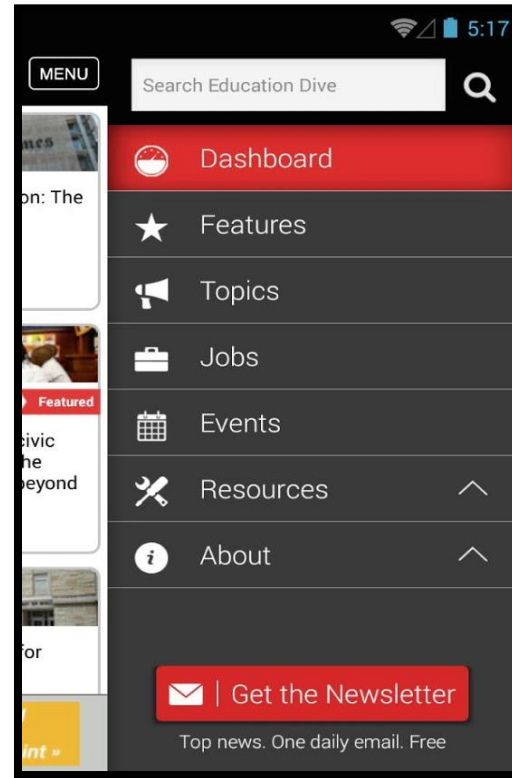 5:17
MENU
Search Education Dive
Dashboard
on: The
Features
Topics
Jobs
Featured
Events
civic
he
beyond
Resources
About
for
Get the Newsletter
Top news. One daily email. Free
int »